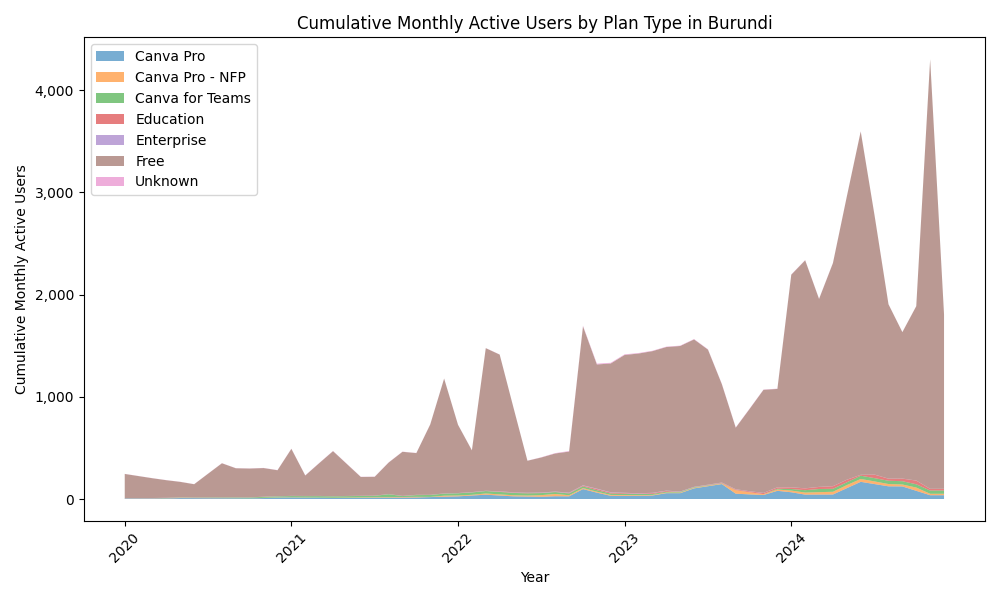 Cumulative Monthly Active Users by Plan Type in Burundi
Canva Pro
Canva Pro - NFP
Canva for Teams
Education
Enterprise
Free
Unknown
4,000
3,000
2,000
1,000
0
Cumulative Monthly Active Users
2020
2021
2022
2023
2024
Year